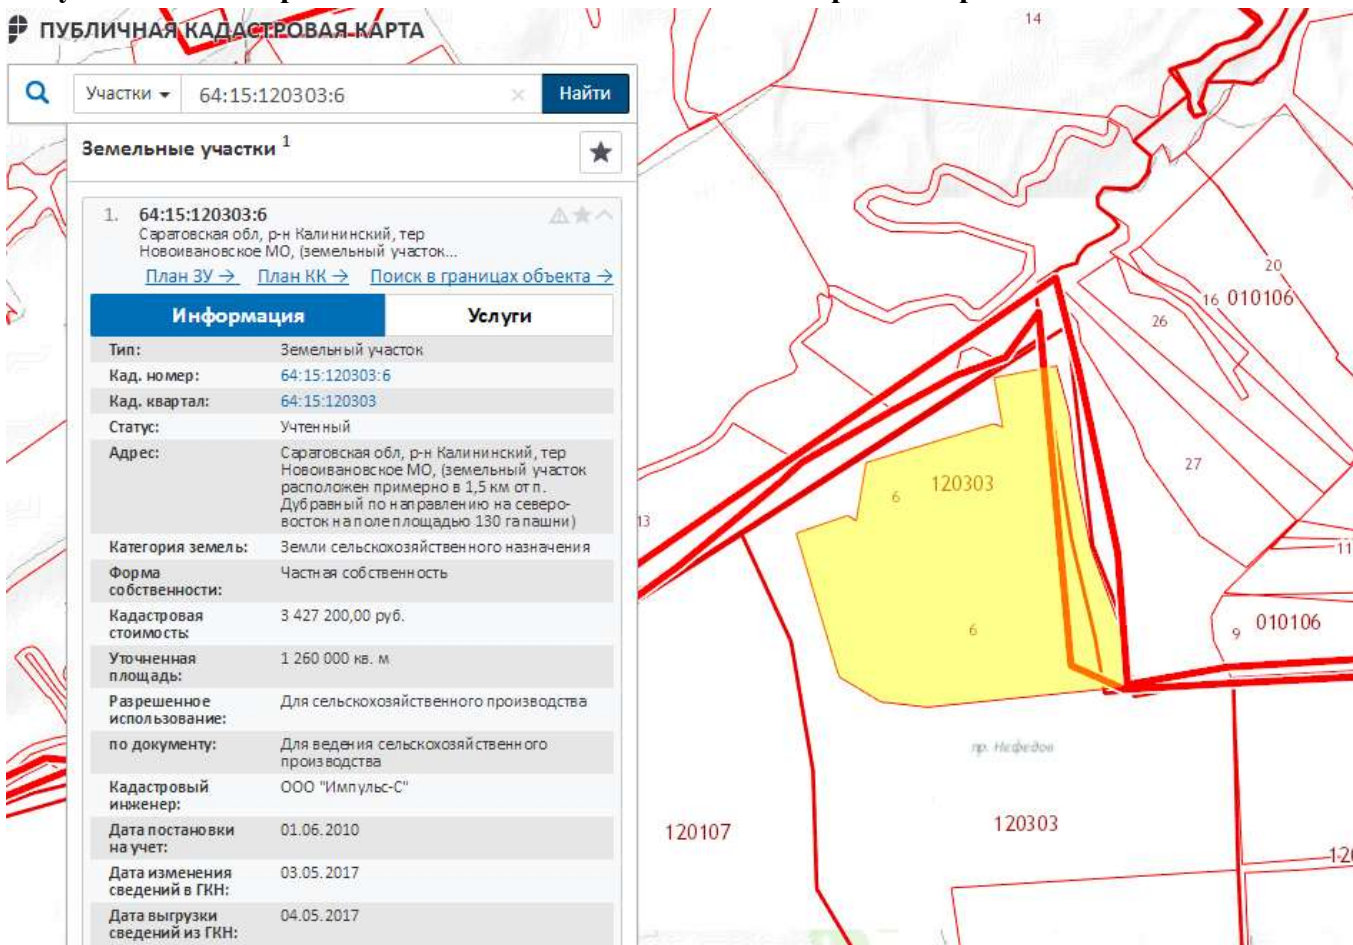 ПУБЛИЧНАЯ КАДАСТРОВАЯ КАРТА
Участки
64:15:120303:6
×
Найти
Земельные участки 1
1. 64:15:120303:6
Саратовская обл, р-н Калининский, тер
Новоивановское МО, (земельный участок...
План ЗУ → План КК → Поиск в границах объекта →
Информация Услуги
Тип: Земельный участок
Кад. номер: 64:15:120303:6
Кад. квартал: 64:15:120303
Статус: Учтенный
Адрес: Саратовская обл, р-н Калининский, тер
Новоивановское МО, (земельный участок
расположен примерно в 1,5 км от п.
Дубравный по направлению на северо-
восток на поле площадью 130 га пашни)
Категория земель: Земли сельскохозяйственного назначения
Форма Частная собственность
собственности:
Кадастровая 3 427 200,00 руб.
стоимость:
Уточненная 1 260 000 кв. м
площадь:
Разрешенное Для сельскохозяйственного производства
использование:
по документу: Для ведения сельскохозяйственного
производства
Кадастровый ООО "Импульс-С"
инженер:
Дата постановки 01.06.2010
на учет:
Дата изменения 03.05.2017
сведений в ГКН:
Дата выгрузки 04.05.2017
сведений из ГКН:
14
20
16 010106
26
27
120303
6
13
11
6
9 010106
пр. Нефедов
120107
120303